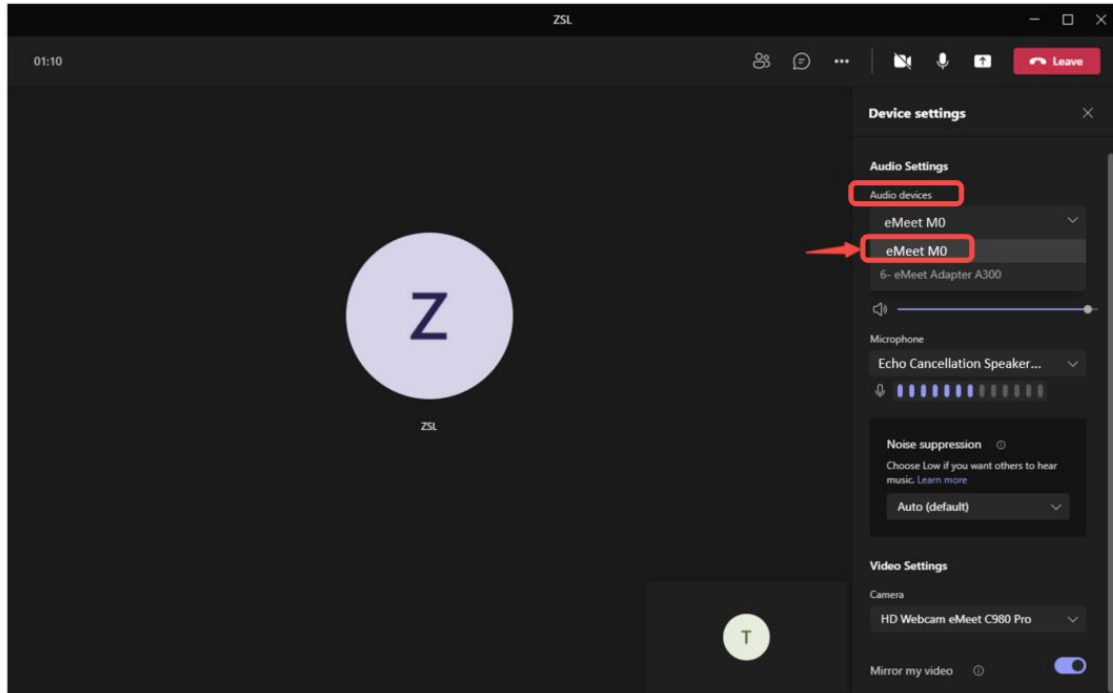 ZSL
01:10
Leave
Device settings
Audio Settings
Audio devices
eMeet M0
eMeet M0
6- eMeet Adapter A300
Microphone
Echo Cancellation Speaker...
Noise suppression
Choose Low if you want others to hear
music. Learn more
Auto (default)
Video Settings
Camera
HD Webcam eMeet C980 Pro
Mirror my video
Z
ZSL
T